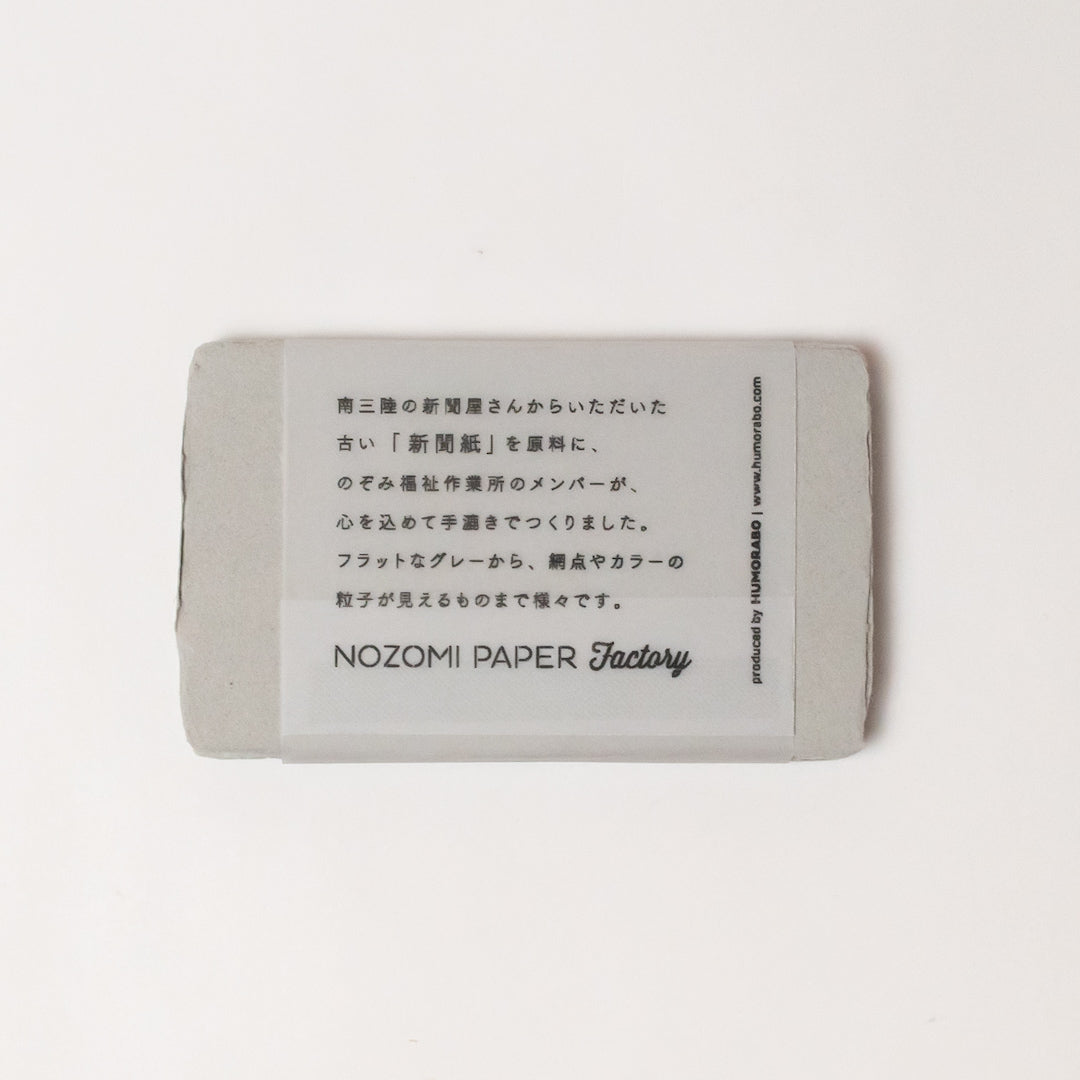 南三陸の新聞屋さんからいただいた
古い「新聞紙」を原料に、
のぞみ福祉作業所のメンバーが、
心を込めて手漉きでつくりました。
フラットなグレーから、網点やカラーの
粒子が見えるものまで様々です。
NOZOMI PAPER Factory
produced by HUMORABO | www.humorabo.com